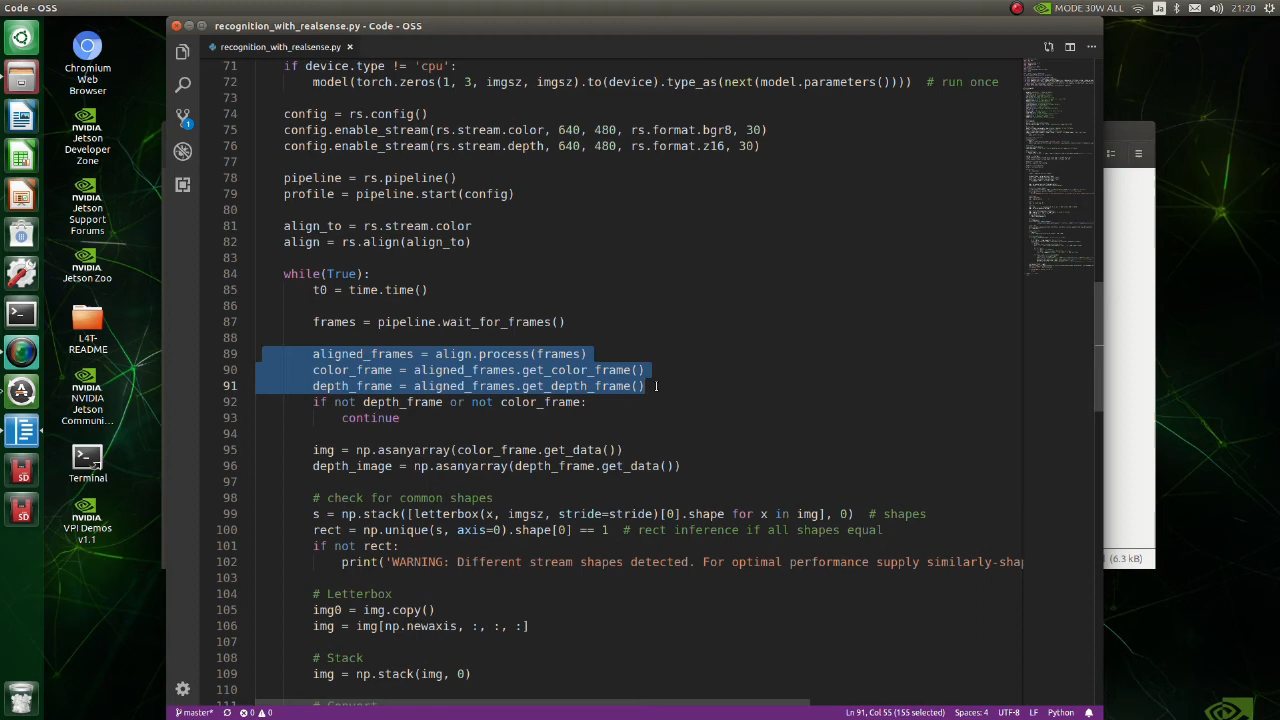 Code - OSS
MODE 30W ALL
Ja
21:20
recognition_with_realsense.py - Code - OSS
recognition_with_realsense.py ×
Chromium
Web
Browser
NVIDIA
Jetson
Developer
Zone
NVIDIA
Jetson
Support
Forums
NVIDIA
Jetson Zoo
L4T-
README
NVIDIA
Jetson
Communi...
Terminal
NVIDIA
VPI Demos
v1.1
SD
SD
1
71 if device.type != 'cpu':
72 model(torch.zeros(1, 3, imgsz, imgsz).to(device).type_as(next(model.parameters()))) # run once
73
74 config = rs.config()
75 config.enable_stream(rs.stream.color, 640, 480, rs.format.bgr8, 30)
76 config.enable_stream(rs.stream.depth, 640, 480, rs.format.z16, 30)
77
78 pipeline = rs.pipeline()
79 profile = pipeline.start(config)
80
81 align_to = rs.stream.color
82 align = rs.align(align_to)
83
84 while(True):
85 t0 = time.time()
86
87 frames = pipeline.wait_for_frames()
88
89 aligned_frames = align.process(frames)
90 color_frame = aligned_frames.get_color_frame()
91 depth_frame = aligned_frames.get_depth_frame()
92 if not depth_frame or not color_frame:
93 continue
94
95 img = np.asanyarray(color_frame.get_data())
96 depth_image = np.asanyarray(depth_frame.get_data())
97
98 # check for common shapes
99 s = np.stack([letterbox(x, imgsz, stride=stride)[0].shape for x in img], 0) # shapes
100 rect = np.unique(s, axis=0).shape[0] == 1 # rect inference if all shapes equal
101 if not rect:
102 print('WARNING: Different stream shapes detected. For optimal performance supply similarly-shap
103
104 # Letterbox
105 img0 = img.copy()
106 img = img[np.newaxis, :, :, :]
107
108 # Stack
109 img = np.stack(img, 0)
110
(6.3 kB)
master*
0
0
Ln 91, Col 55 (155 selected)
Spaces: 4
UTF-8
LF
Python